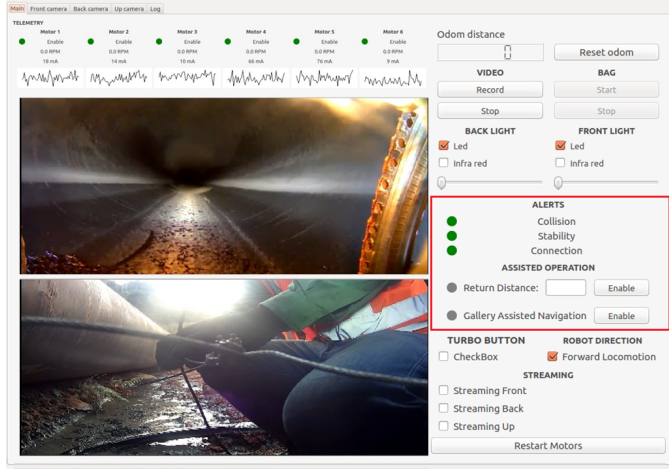 Main Front camera Back camera Up camera Log
TELEMETRY
Motor 1 Motor 2 Motor 3 Motor 4 Motor 5 Motor 6
Enable Enable Enable Enable Enable Enable
0.0 RPM 0.0 RPM 0.0 RPM 0.0 RPM 0.0 RPM 0.0 RPM
18 mA 14 mA 10 mA 66 mA 76 mA 9 mA
Odom distance
0 Reset odom
VIDEO BAG
Record Start
Stop Stop
BACK LIGHT FRONT LIGHT
Led Led
Infra red Infra red
ALERTS
Collision
Stability
Connection
ASSISTED OPERATION
Return Distance: Enable
Gallery Assisted Navigation Enable
TURBO BUTTON ROBOT DIRECTION
CheckBox Forward Locomotion
STREAMING
Streaming Front
Streaming Back
Streaming Up
Restart Motors